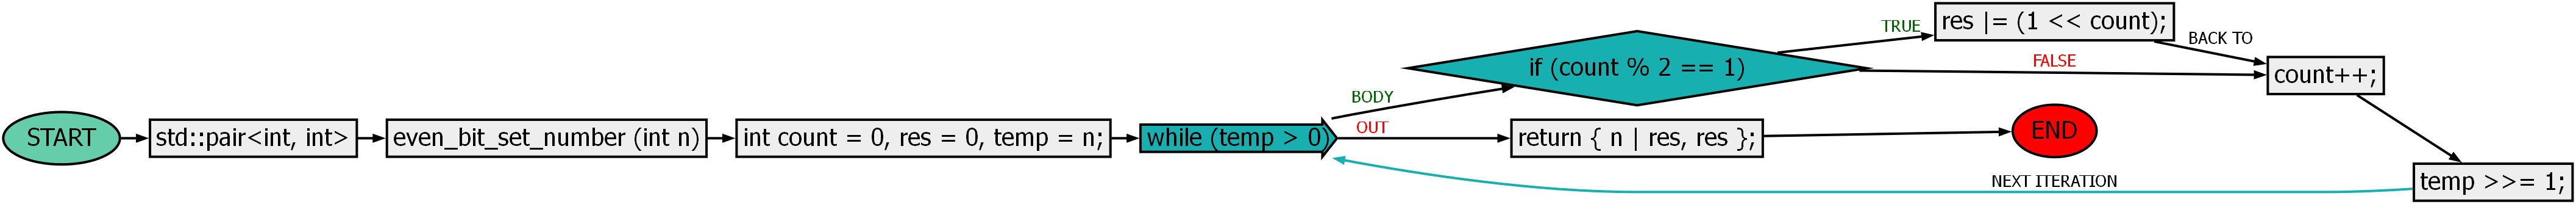 START
std::pair<int, int>
even_bit_set_number (int n)
int count = 0, res = 0, temp = n;
while (temp > 0)
BODY
if (count % 2 == 1)
TRUE
res |= (1 << count);
BACK TO
FALSE
count++;
temp >>= 1;
NEXT ITERATION
OUT
return { n | res, res };
END